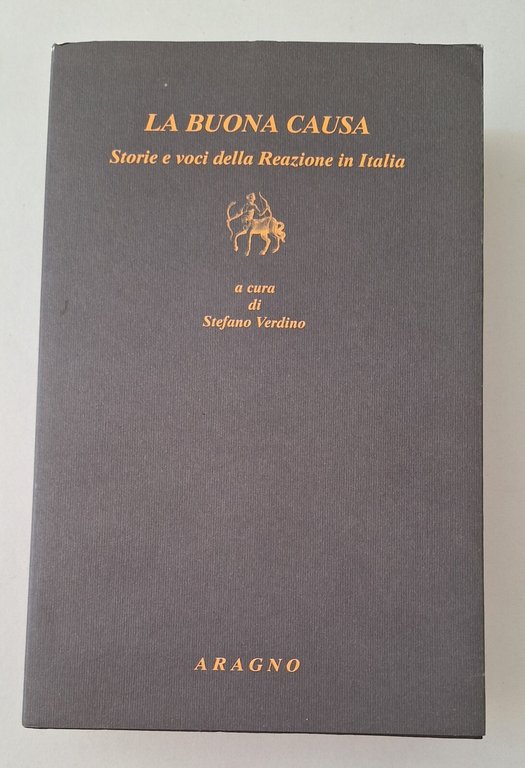 LA BUONA CAUSA
Storie e voci della Reazione in Italia
a cura
di
Stefano Verdino
ARAGNO